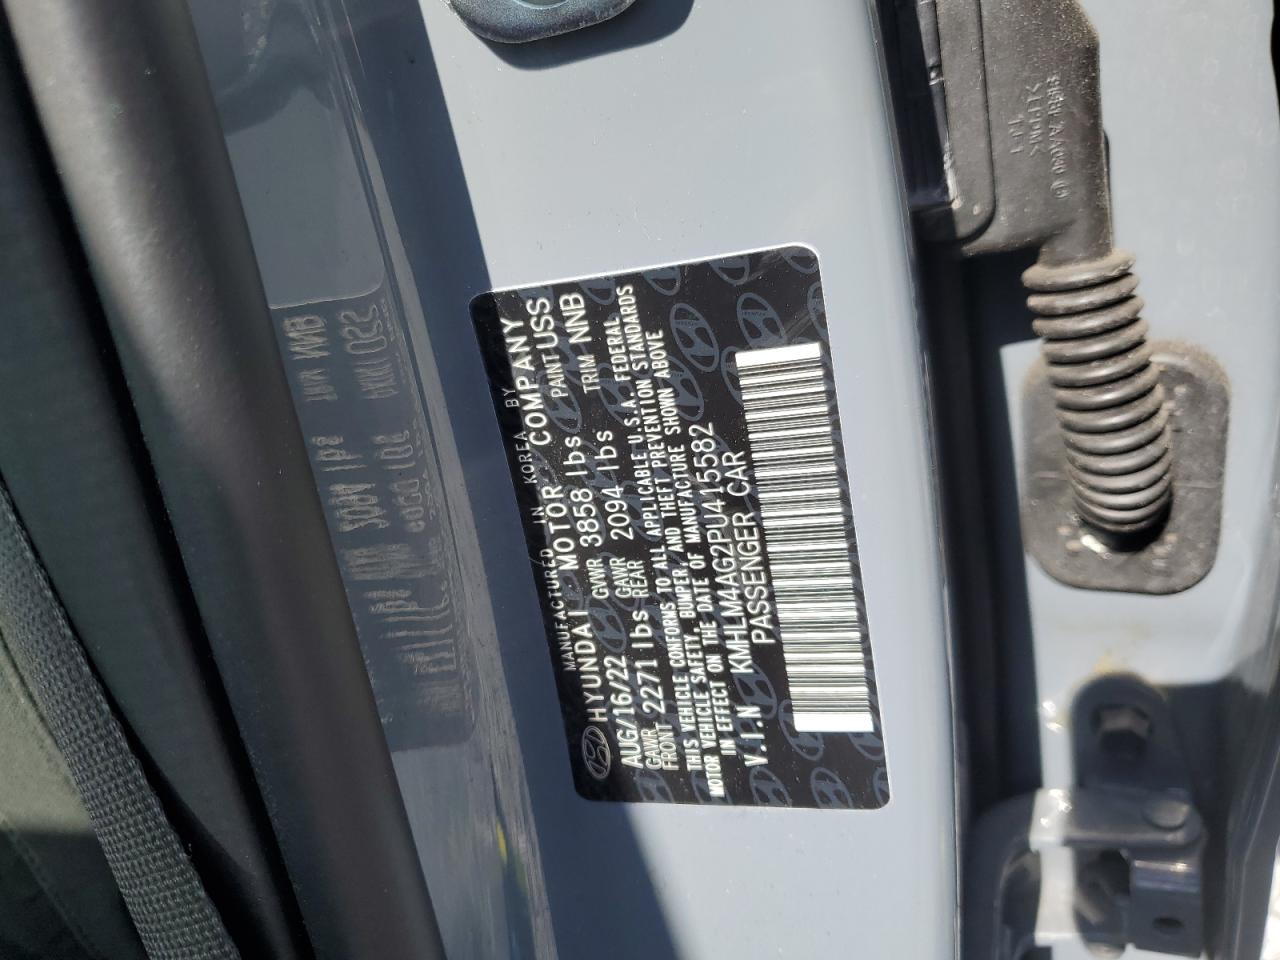 MANUFACTURED IN KOREA BY
HYUNDAI MOTOR COMPANY
AUG/16/22 GVWR 3858 lbs PAINT USS
GAWR FRONT 2271 lbs GAWR REAR 2094 lbs TRIM NNB
THIS VEHICLE CONFORMS TO ALL APPLICABLE U.S.A. FEDERAL
MOTOR VEHICLE SAFETY, BUMPER, AND THEFT PREVENTION STANDARDS
IN EFFECT ON THE DATE OF MANUFACTURE SHOWN ABOVE
V.I.N KMHLM4AG2PU415582
PASSENGER CAR